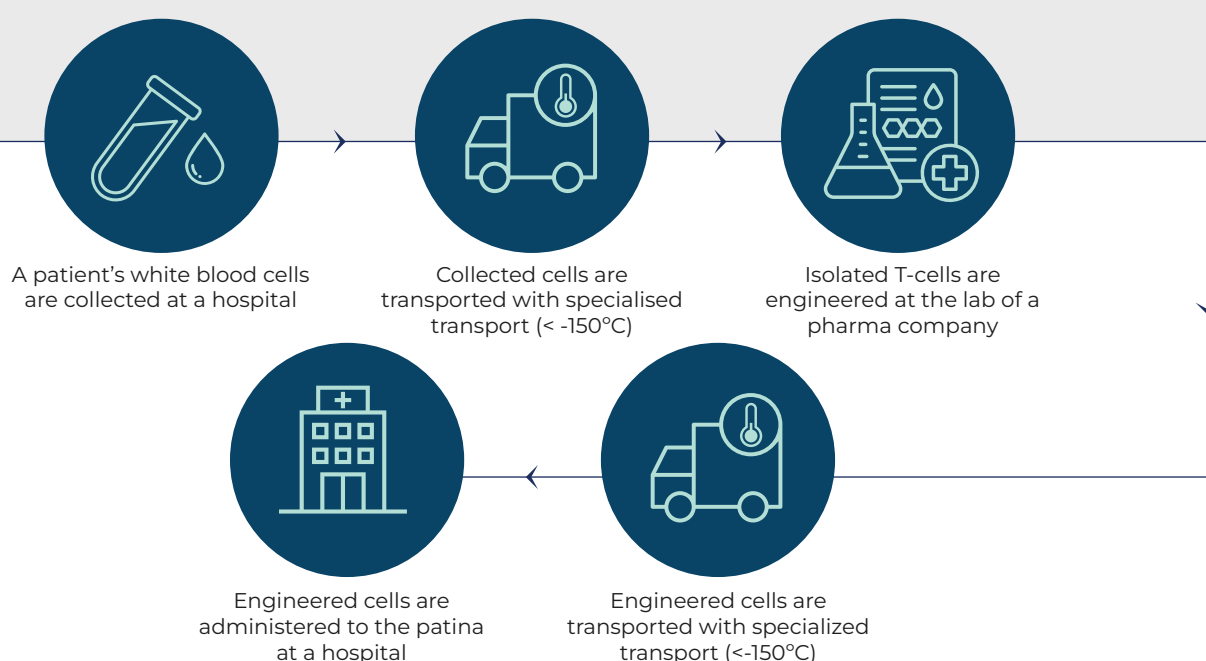 A patient’s white blood cells
are collected at a hospital
Collected cells are
transported with specialised
transport (< -150°C)
Isolated T-cells are
engineered at the lab of a
pharma company
Engineered cells are
administered to the patina
at a hospital
Engineered cells are
transported with specialized
transport (<-150°C)